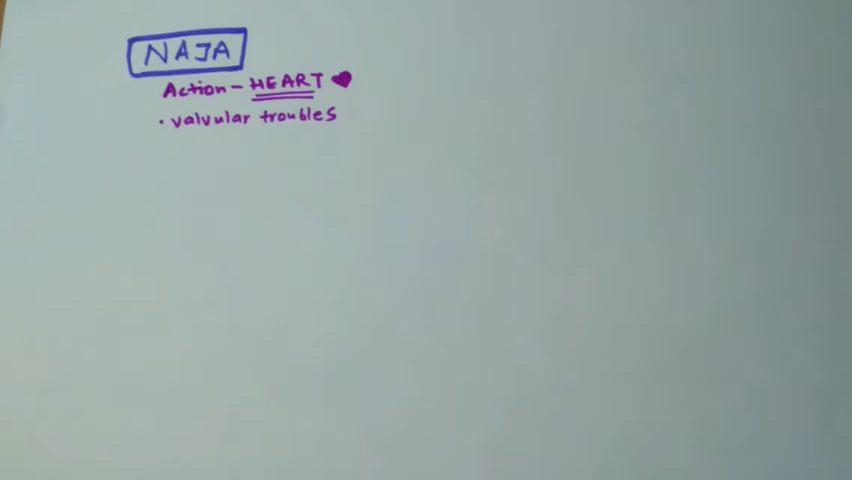 NAJA
Action - HEART ♥
• valvular troubles